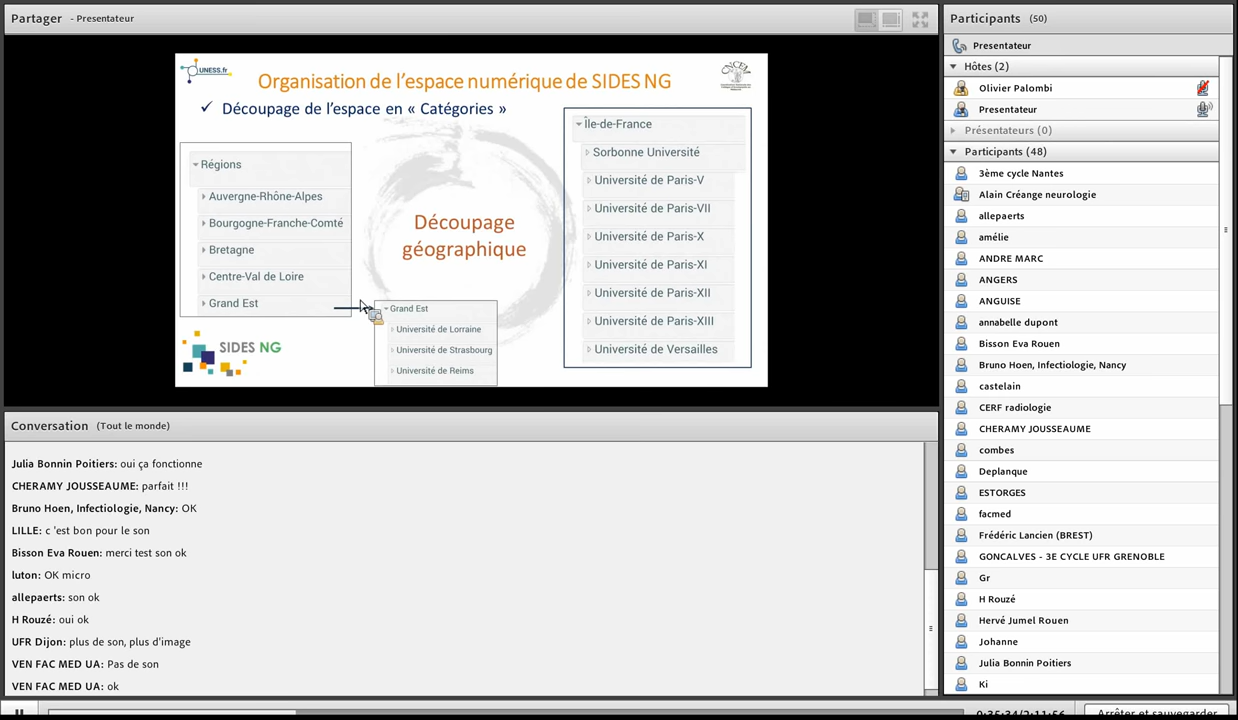 Partager - Presentateur
UNESS.fr
Organisation de l'espace numérique de SIDES NG
CNCEM
✓ Découpage de l'espace en « Catégories »
Régions
Auvergne-Rhône-Alpes
Bourgogne-Franche-Comté
Bretagne
Centre-Val de Loire
Grand Est
Découpage
géographique
Grand Est
Université de Lorraine
Université de Strasbourg
Université de Reims
Île-de-France
Sorbonne Université
Université de Paris-V
Université de Paris-VII
Université de Paris-X
Université de Paris-XI
Université de Paris-XII
Université de Paris-XIII
Université de Versailles
SIDES NG
Conversation (Tout le monde)
Julia Bonnin Poitiers: oui ça fonctionne
CHERAMY JOUSSEAUME: parfait !!!
Bruno Hoen, Infectiologie, Nancy: OK
LILLE: c 'est bon pour le son
Bisson Eva Rouen: merci test son ok
luton: OK micro
allepaerts: son ok
H Rouzé: oui ok
UFR Dijon: plus de son, plus d'image
VEN FAC MED UA: Pas de son
VEN FAC MED UA: ok
Participants (50)
Presentateur
Hôtes (2)
Olivier Palombi
Presentateur
Présentateurs (0)
Participants (48)
3ème cycle Nantes
Alain Créange neurologie
allepaerts
amélie
ANDRE MARC
ANGERS
ANGUISE
annabelle dupont
Bisson Eva Rouen
Bruno Hoen, Infectiologie, Nancy
castelain
CERF radiologie
CHERAMY JOUSSEAUME
combes
Deplanque
ESTORGES
facmed
Frédéric Lancien (BREST)
GONCALVES - 3E CYCLE UFR GRENOBLE
Gr
H Rouzé
Hervé Jumel Rouen
Johanne
Julia Bonnin Poitiers
Ki
0:35:34/2:11:56
Arrêter et sauvegarder